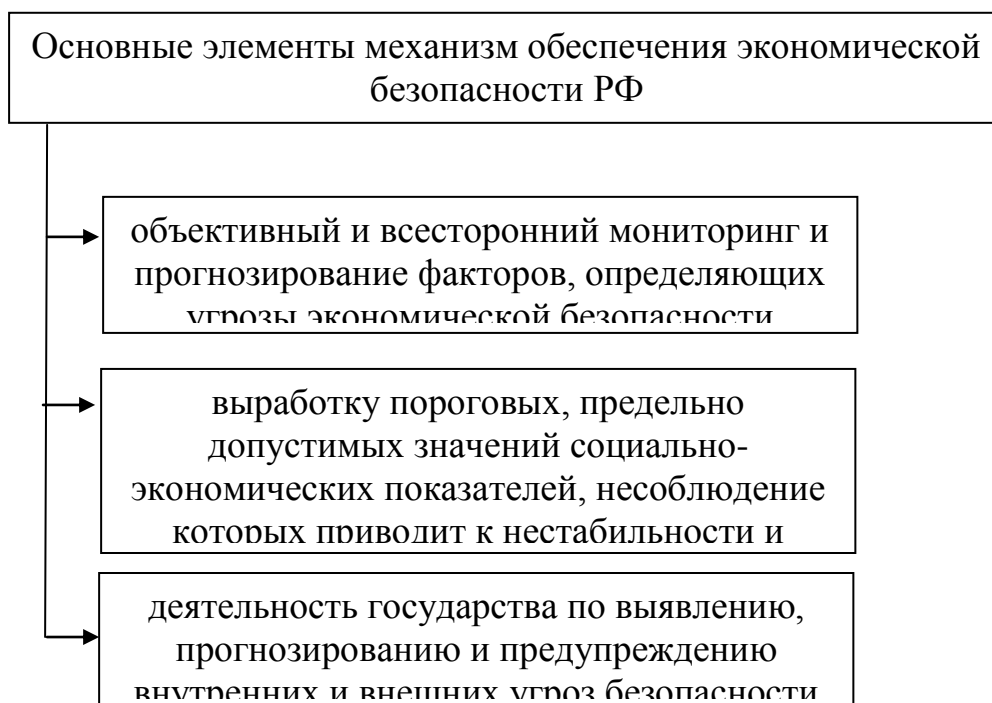 Основные элементы механизм обеспечения экономической
безопасности РФ
объективный и всесторонний мониторинг и
прогнозирование факторов, определяющих
угрозы экономической безопасности
выработку пороговых, предельно
допустимых значений социально-
экономических показателей, несоблюдение
которых приводит к нестабильности и
деятельность государства по выявлению,
прогнозированию и предупреждению
внутренних и внешних угроз безопасности